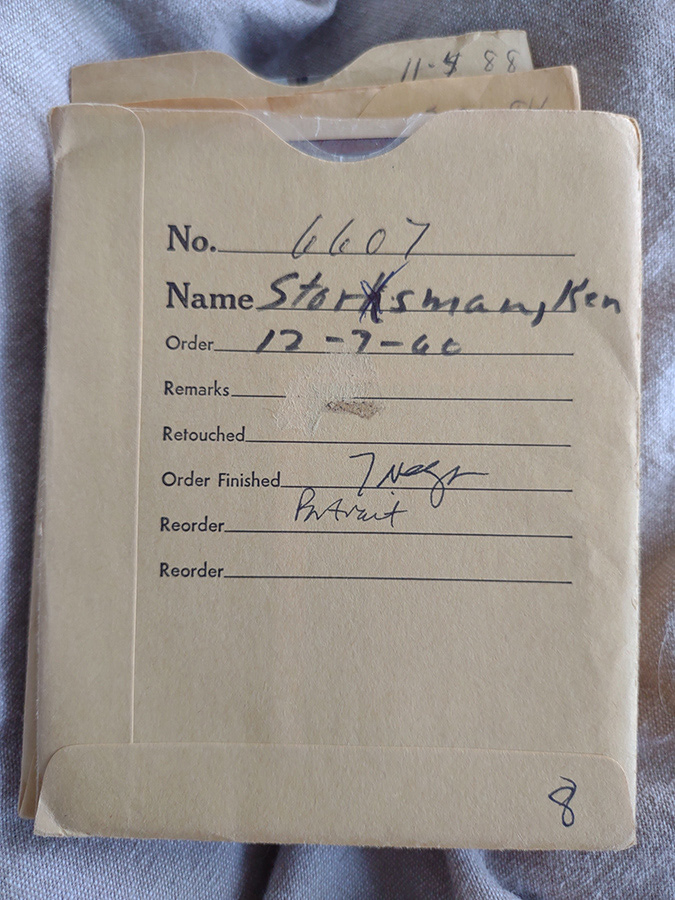 11-4 88
No. 6607
Name Storksman, Ken
Order 12-7-60
Remarks
Retouched
Order Finished 7 Negs
Reorder Portrait
Reorder
8